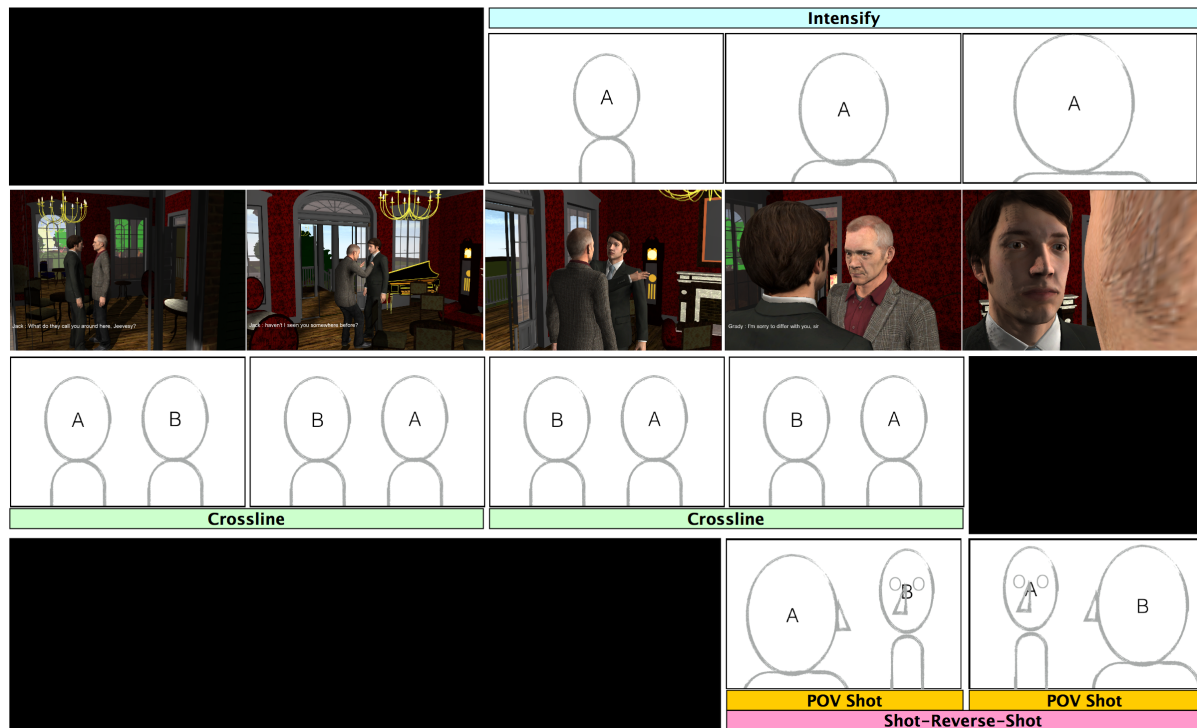 Intensify
A
A
A
Jack : What do they call you around here, Jeevesy?
Jack : haven't I seen you somewhere before?
Grady : I'm sorry to differ with you, sir
A
B
B
A
B
A
B
A
Crossline
Crossline
A
B
A
B
POV Shot
POV Shot
Shot-Reverse-Shot